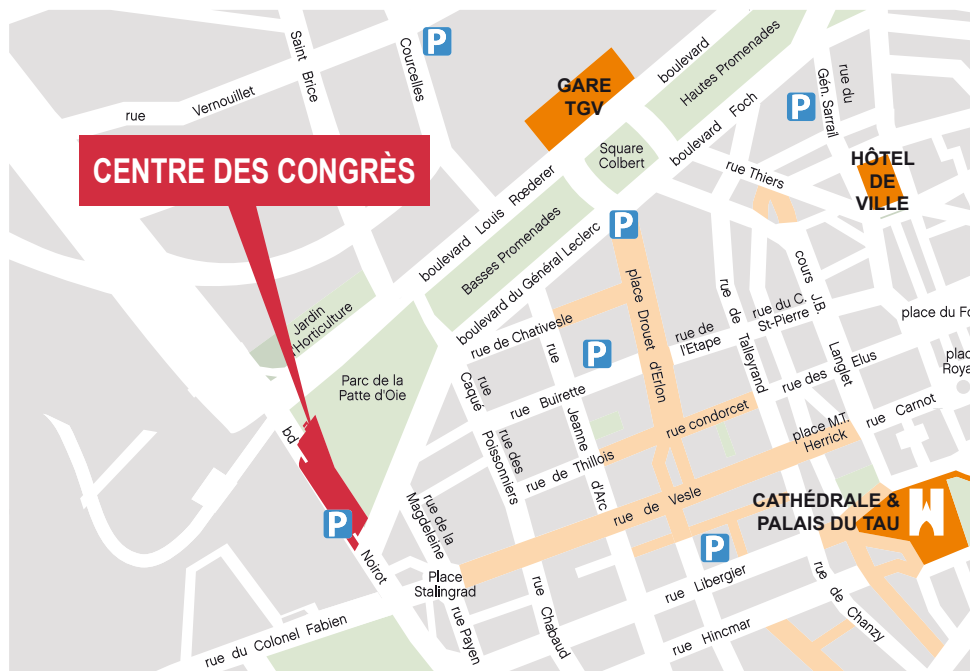 Saint Brice
Courcelles
P
boulevard
Hautes Promenades
GARE
TGV
rue du
Gén. Sarrail
P
rue Vernouillet
boulevard Foch
CENTRE DES CONGRÈS
Square
Colbert
rue Thiers
HÔTEL
DE
VILLE
boulevard Louis Rœderer
Basses Promenades
boulevard du Général Leclerc
P
place Drouet d'Erlon
cours J.B. Langlet
rue de Talleyrand
Jardin
d'Horticulture
rue de Chativesle
rue du C.
St-Pierre
rue de
l'Etape
place du Fo
plac
Roya
P
Parc de la
Patte d'Oie
rue Caqué
rue Jeanne d'Arc
rue Buirette
rue des Elus
rue condorcet
place M.T.
Herrick
rue Carnot
bd Noirot
rue des
Poissonniers
rue de Thillois
rue de Vesle
CATHÉDRALE &
PALAIS DU TAU
rue de la
Magdeleine
P
P
Place
Stalingrad
rue Libergier
rue de Chanzy
rue du Colonel Fabien
rue Payen
rue Chabaud
rue Hincmar